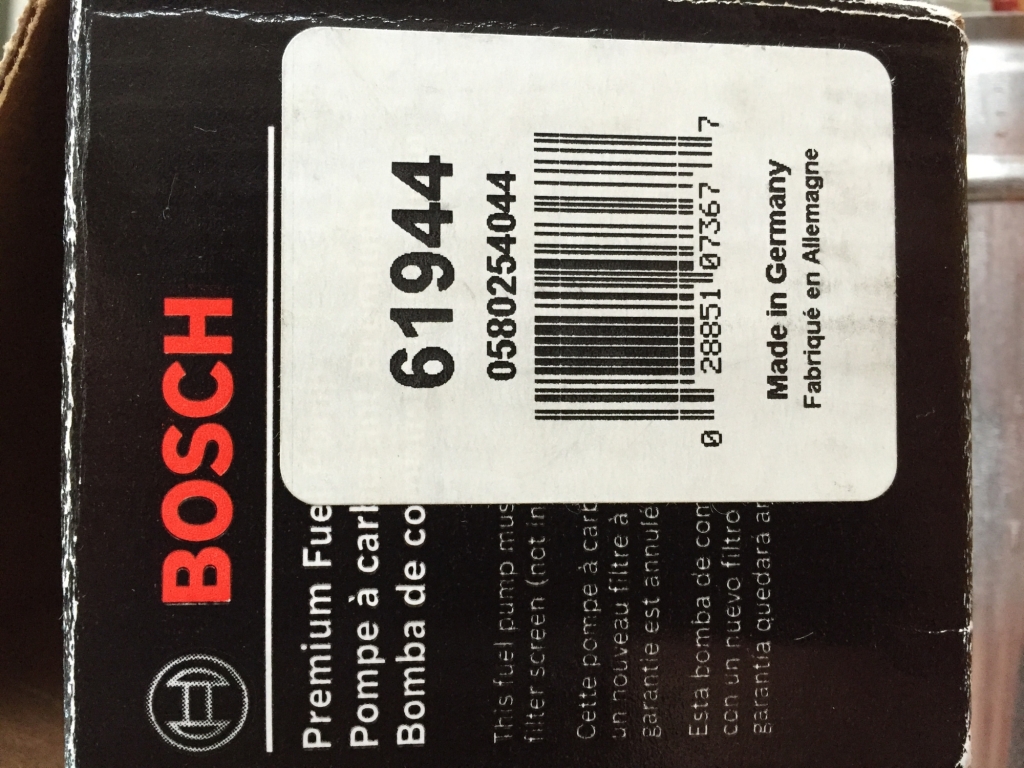 BOSCH
Premium Fue
Pompe à carb
Bomba de co
This fuel pump mus
filter screen (not in
Cette pompe à carb
un nouveau filtre à
garantie est annulé
Esta bomba de com
con un nuevo filtro
garantía quedará an
61944
0580254044
0 28851 07367 7
Made in Germany
Fabriqué en Allemagne